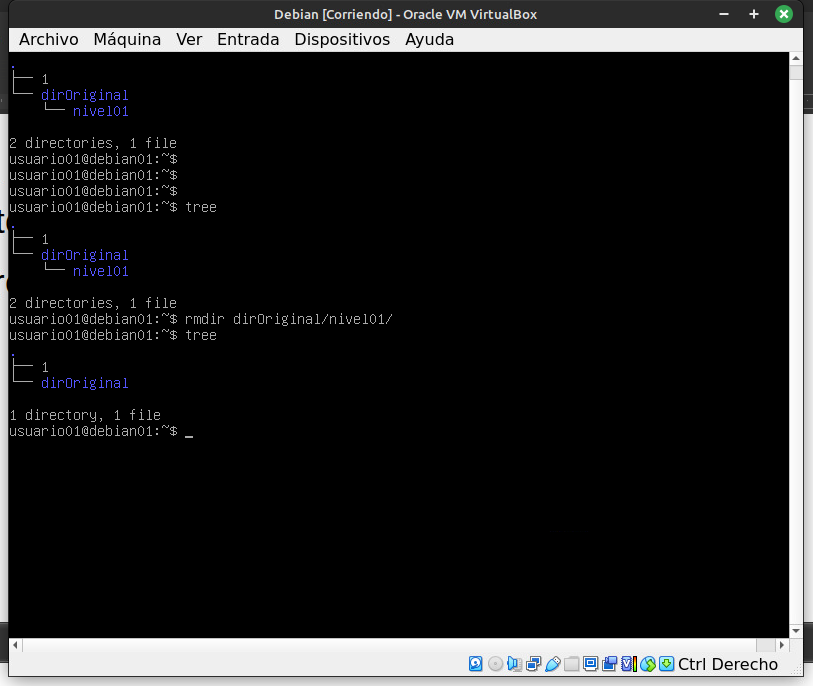 Debian [Corriendo] - Oracle VM VirtualBox
Archivo Máquina Ver Entrada Dispositivos Ayuda
.
├── 1
└── dirOriginal
    └── nivel01
2 directories, 1 file
usuario01@debian01:~$
usuario01@debian01:~$
usuario01@debian01:~$
usuario01@debian01:~$ tree
.
├── 1
└── dirOriginal
    └── nivel01
2 directories, 1 file
usuario01@debian01:~$ rmdir dirOriginal/nivel01/
usuario01@debian01:~$ tree
.
├── 1
└── dirOriginal
1 directory, 1 file
usuario01@debian01:~$ _
Ctrl Derecho